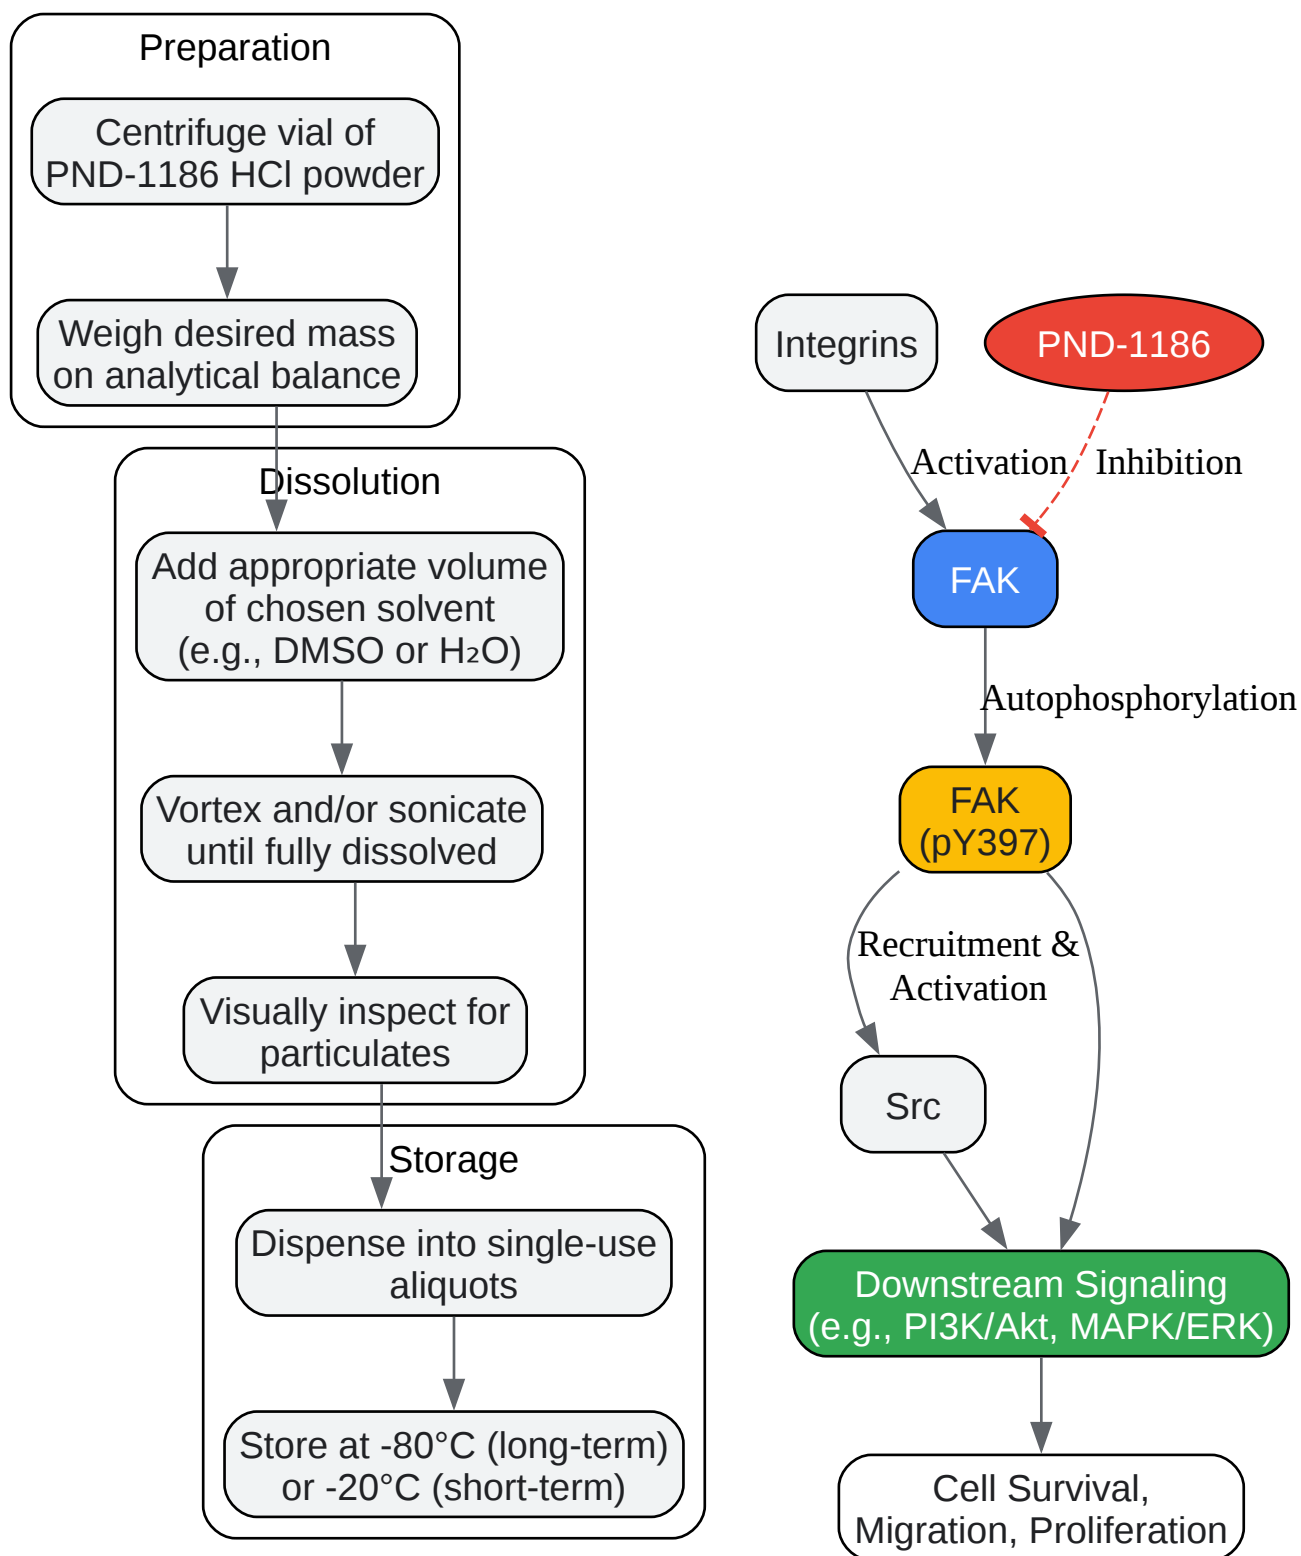 Preparation
Centrifuge vial of
PND-1186 HCl powder
Weigh desired mass
on analytical balance
Dissolution
Add appropriate volume
of chosen solvent
(e.g., DMSO or H₂O)
Vortex and/or sonicate
until fully dissolved
Visually inspect for
particulates
Storage
Dispense into single-use
aliquots
Store at -80°C (long-term)
or -20°C (short-term)
Integrins
PND-1186
Activation
Inhibition
FAK
Autophosphorylation
FAK
(pY397)
Recruitment &
Activation
Src
Downstream Signaling
(e.g., PI3K/Akt, MAPK/ERK)
Cell Survival,
Migration, Proliferation